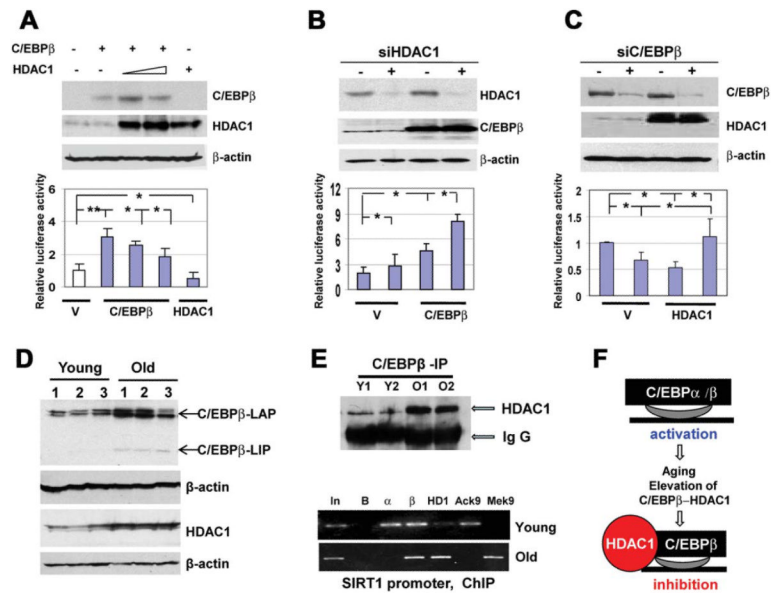 A
C/EBPβ - + + + -
HDAC1 - - +
C/EBPβ
HDAC1
β-actin
Relative luciferase activity
6
4
2
0
** * * *
V C/EBPβ HDAC1
B
siHDAC1
- + - +
HDAC1
C/EBPβ
β-actin
Relative luciferase activity
12
9
6
3
0
* * *
V C/EBPβ
C
siC/EBPβ
- + - +
C/EBPβ
HDAC1
β-actin
Relative luciferase activity
2
1.5
1
0.5
0
* * * *
V HDAC1
D
Young Old
1 2 3 1 2 3
C/EBPβ-LAP
C/EBPβ-LIP
β-actin
HDAC1
β-actin
E
C/EBPβ -IP
Y1 Y2 O1 O2
HDAC1
Ig G
In B α β HD1 Ack9 Mek9
Young
Old
SIRT1 promoter, ChIP
F
C/EBPα /β
activation
Aging
Elevation of
C/EBPβ–HDAC1
HDAC1 C/EBPβ
inhibition